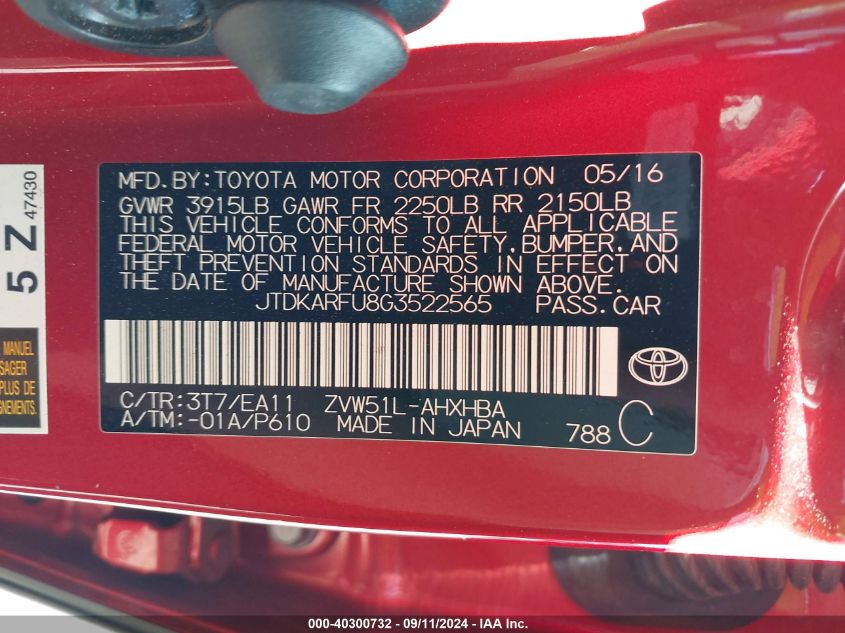 MFD.BY:TOYOTA MOTOR CORPORATION 05/16
GVWR 3915LB GAWR FR 2250LB RR 2150LB
THIS VEHICLE CONFORMS TO ALL APPLICABLE
FEDERAL MOTOR VEHICLE SAFETY,BUMPER,AND
THEFT PREVENTION STANDARDS IN EFFECT ON
THE DATE OF MANUFACTURE SHOWN ABOVE.
JTDKARFU8G3522565 PASS.CAR
C/TR:3T7/EA11 ZVW51L-AHXHBA
A/TM:-01A/P610 MADE IN JAPAN 788 C
5 Z
47430
MANUEL
SAGER
PLUS DE
ANNÉES.
000-40300732 - 09/11/2024 - IAA Inc.